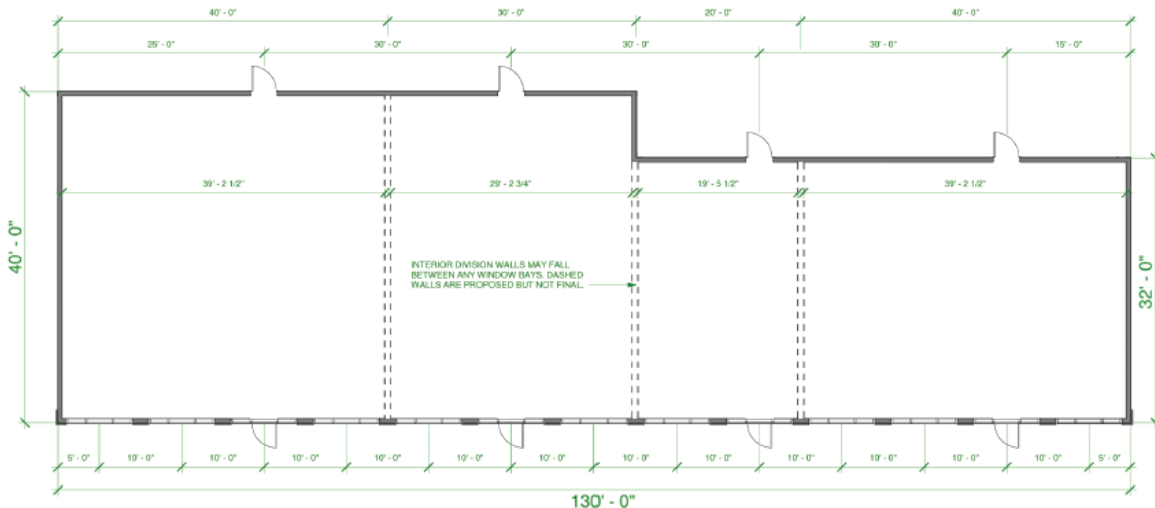 40' - 0" 30' - 0" 20' - 0" 40' - 0"
25' - 0" 30' - 0" 30' - 0" 30' - 0" 15' - 0"
39' - 2 1/2" 29' - 2 3/4" 19' - 5 1/2" 39' - 2 1/2"
40' - 0"
INTERIOR DIVISION WALLS MAY FALL
BETWEEN ANY WINDOW BAYS. DASHED
WALLS ARE PROPOSED BUT NOT FINAL.
32' - 0"
5' - 0" 10' - 0" 10' - 0" 10' - 0" 10' - 0" 10' - 0" 10' - 0" 10' - 0" 10' - 0" 10' - 0" 10' - 0" 10' - 0" 10' - 0" 5' - 0"
130' - 0"